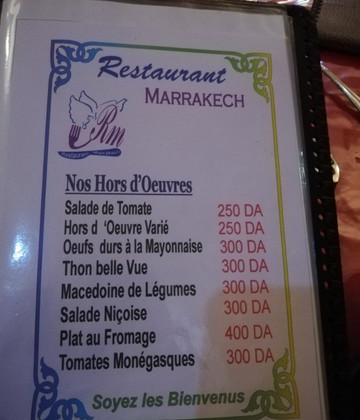 Restaurant
MARRAKECH
Rm
Nos Hors d'Oeuvres
Salade de Tomate 250 DA
Hors d 'Oeuvre Varié 250 DA
Oeufs durs à la Mayonnaise 300 DA
Thon belle Vue 300 DA
Macedoine de Légumes 300 DA
Salade Niçoise 300 DA
Plat au Fromage 400 DA
Tomates Monégasques 300 DA
Soyez les Bienvenus